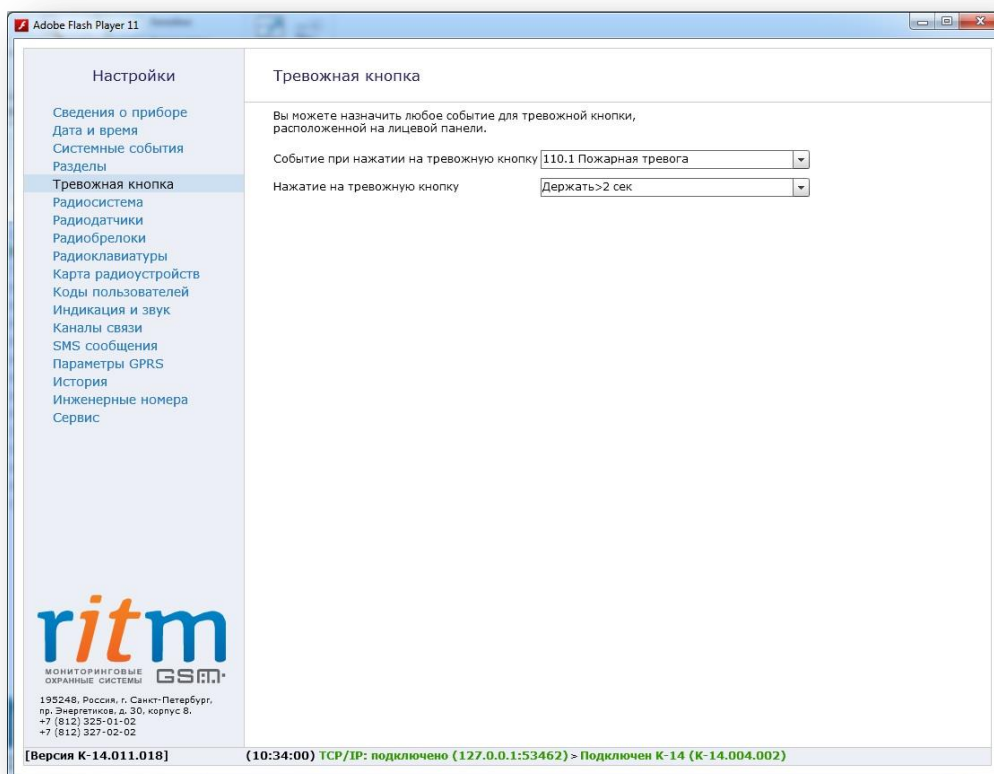 Adobe Flash Player 11
Настройки
Сведения о приборе
Дата и время
Системные события
Разделы
Тревожная кнопка
Радиосистема
Радиодатчики
Радиобрелоки
Радиоклавиатуры
Карта радиоустройств
Коды пользователей
Индикация и звук
Каналы связи
SMS сообщения
Параметры GPRS
История
Инженерные номера
Сервис
ritm
МОНИТОРИНГОВЫЕ
ОХРАННЫЕ СИСТЕМЫ
GSM
195248, Россия, г. Санкт-Петербург,
пр. Энергетиков, д. 30, корпус 8.
+7 (812) 325-01-02
+7 (812) 327-02-02
Тревожная кнопка
Вы можете назначить любое событие для тревожной кнопки,
расположенной на лицевой панели.
Событие при нажатии на тревожную кнопку 110.1 Пожарная тревога
Нажатие на тревожную кнопку Держать>2 сек
[Версия K-14.011.018] (10:34:00) TCP/IP: подключено (127.0.0.1:53462) > Подключен K-14 (K-14.004.002)